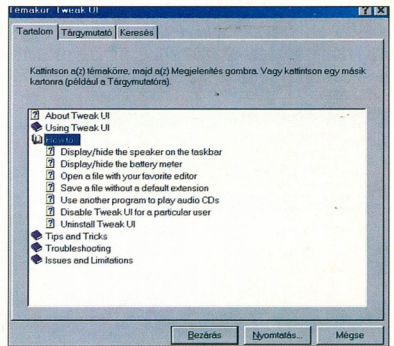 Témakör: Tweak UI
Tartalom Tárgymutató Keresés
Kattintson a(z) témakörre, majd a(z) Megjelenítés gombra. Vagy kattintson egy másik
kartonra (például a Tárgymutatóra).
About Tweak UI
Using Tweak UI
How to...
Display/hide the speaker on the taskbar
Display/hide the battery meter
Open a file with your favorite editor
Save a file without a default extension
Use another program to play audio CDs
Disable Tweak UI for a particular user
Uninstall Tweak UI
Tips and Tricks
Troubleshooting
Issues and Limitations
Bezárás Nyomtatás... Mégse